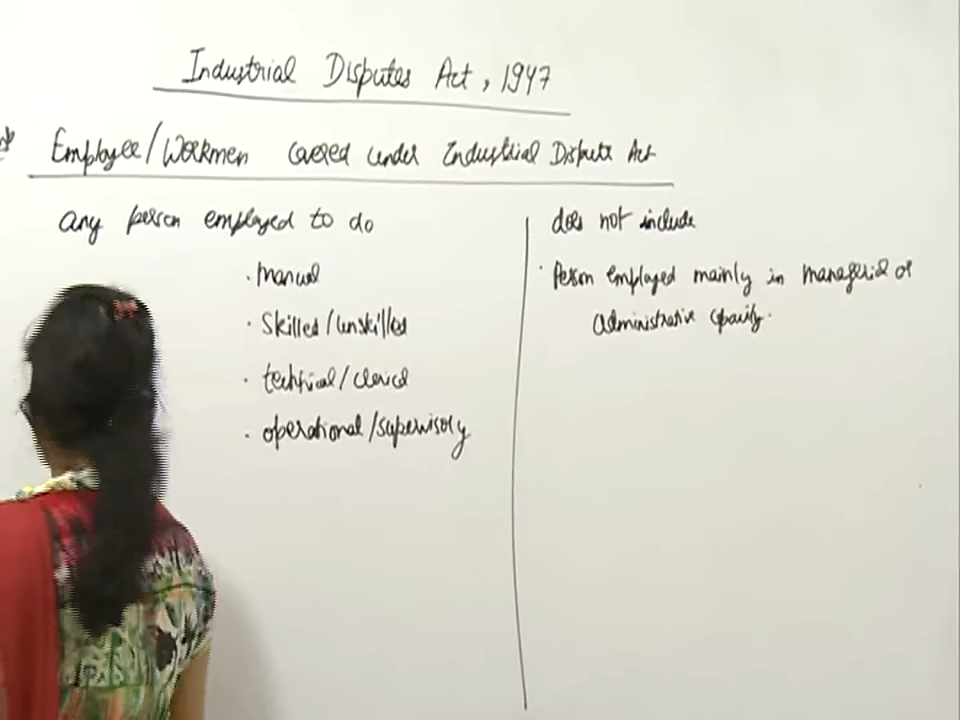 Industrial Disputes Act, 1947
Employee/Workmen covered under Industrial Dispute Act
any person employed to do
· manual
· Skilled/unskilled
· technical/clerical
· operational/supervisory
does not include
· Person employed mainly in managerial or
administrative capacity.